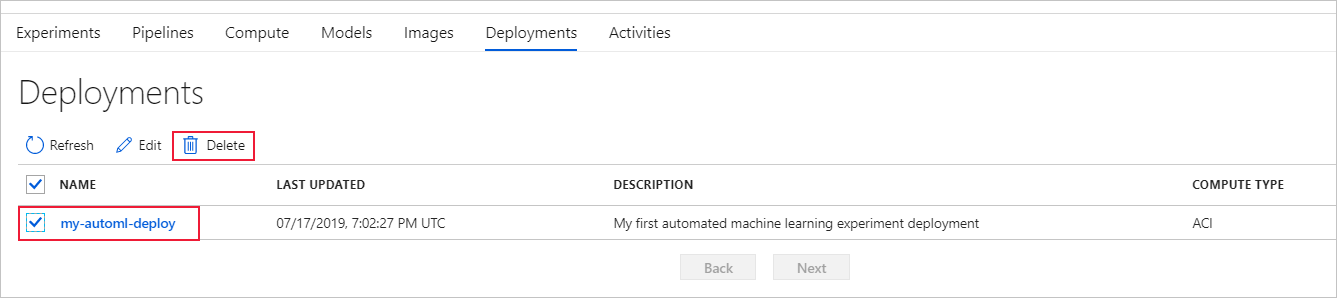 Experiments Pipelines Compute Models Images Deployments Activities
Deployments
Refresh Edit Delete
NAME LAST UPDATED DESCRIPTION COMPUTE TYPE
my-automl-deploy 07/17/2019, 7:02:27 PM UTC My first automated machine learning experiment deployment ACI
Back Next